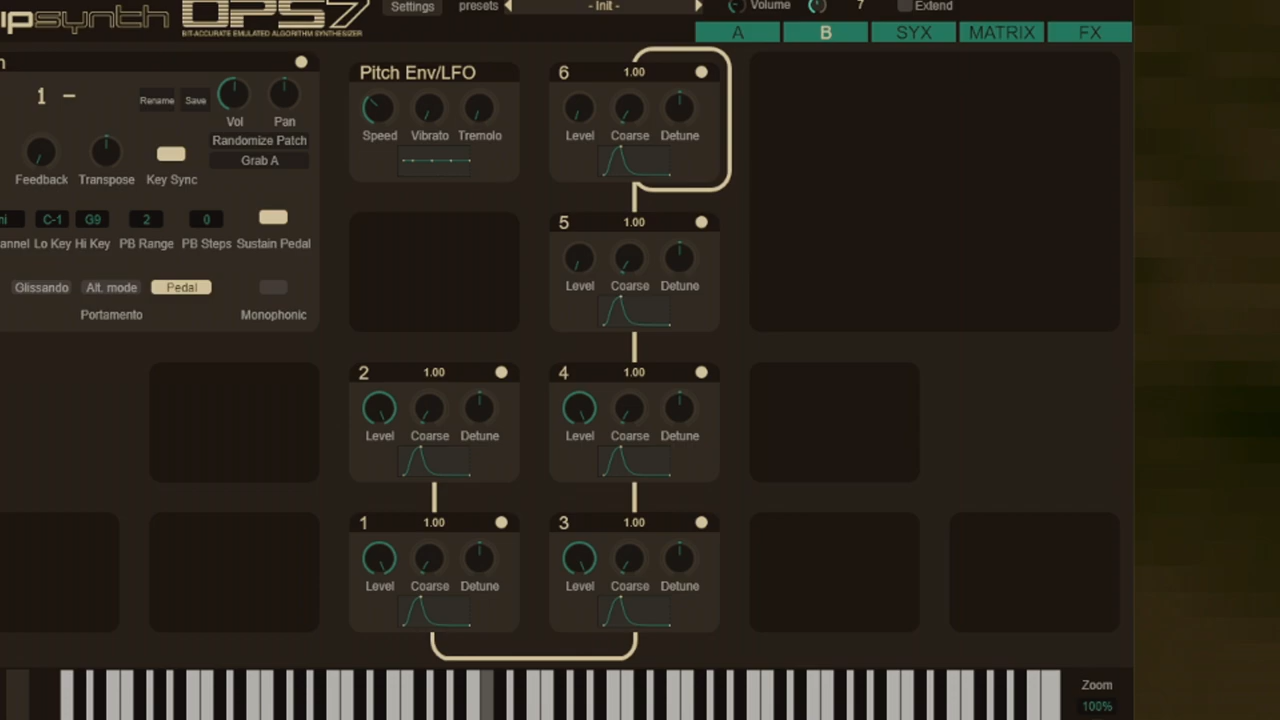 ipsynth OPS7
BIT-ACCURATE EMULATED ALGORITHM SYNTHESIZER
Settings presets - Init - Volume 7 Extend
A B SYX MATRIX FX
1
Rename Save Vol Pan
Randomize Patch
Grab A
Feedback Transpose Key Sync
C-1 G9 2 0
Lo Key Hi Key PB Range PB Steps Sustain Pedal
Glissando Alt. mode Pedal
Portamento Monophonic
Pitch Env/LFO
Speed Vibrato Tremolo
6 1.00
Level Coarse Detune
5 1.00
Level Coarse Detune
2 1.00
Level Coarse Detune
4 1.00
Level Coarse Detune
1 1.00
Level Coarse Detune
3 1.00
Level Coarse Detune
Zoom
100%